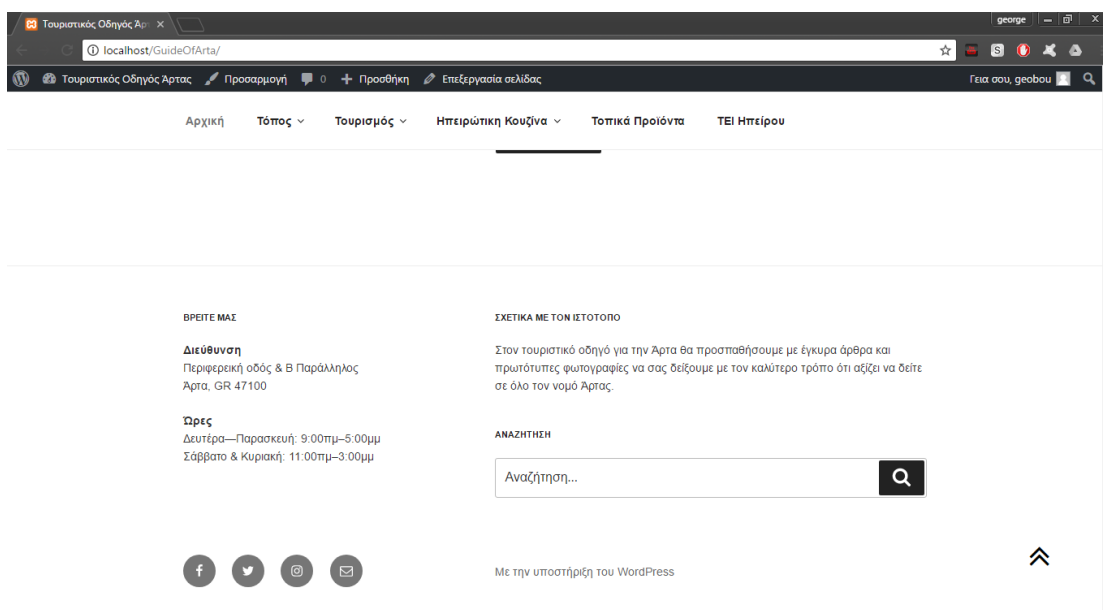 Τουριστικός Οδηγός Άρτ
george
localhost/GuideOfArta/
Τουριστικός Οδηγός Άρτας Προσαρμογή 0 Προσθήκη Επεξεργασία σελίδας Γεια σου, geobou
Αρχική Τόπος Τουρισμός Ηπειρώτικη Κουζίνα Τοπικά Προϊόντα ΤΕΙ Ηπείρου
ΒΡΕΙΤΕ ΜΑΣ
Διεύθυνση
Περιφερεική οδός & Β Παράλληλος
Άρτα, GR 47100
Ώρες
Δευτέρα—Παρασκευή: 9:00πμ–5:00μμ
Σάββατο & Κυριακή: 11:00πμ–3:00μμ
ΣΧΕΤΙΚΑ ΜΕ ΤΟΝ ΙΣΤΟΤΟΠΟ
Στον τουριστικό οδηγό για την Άρτα θα προσπαθήσουμε με έγκυρα άρθρα και
πρωτότυπες φωτογραφίες να σας δείξουμε με τον καλύτερο τρόπο ότι αξίζει να δείτε
σε όλο τον νομό Άρτας.
ΑΝΑΖΗΤΗΣΗ
Αναζήτηση...
Με την υποστήριξη του WordPress